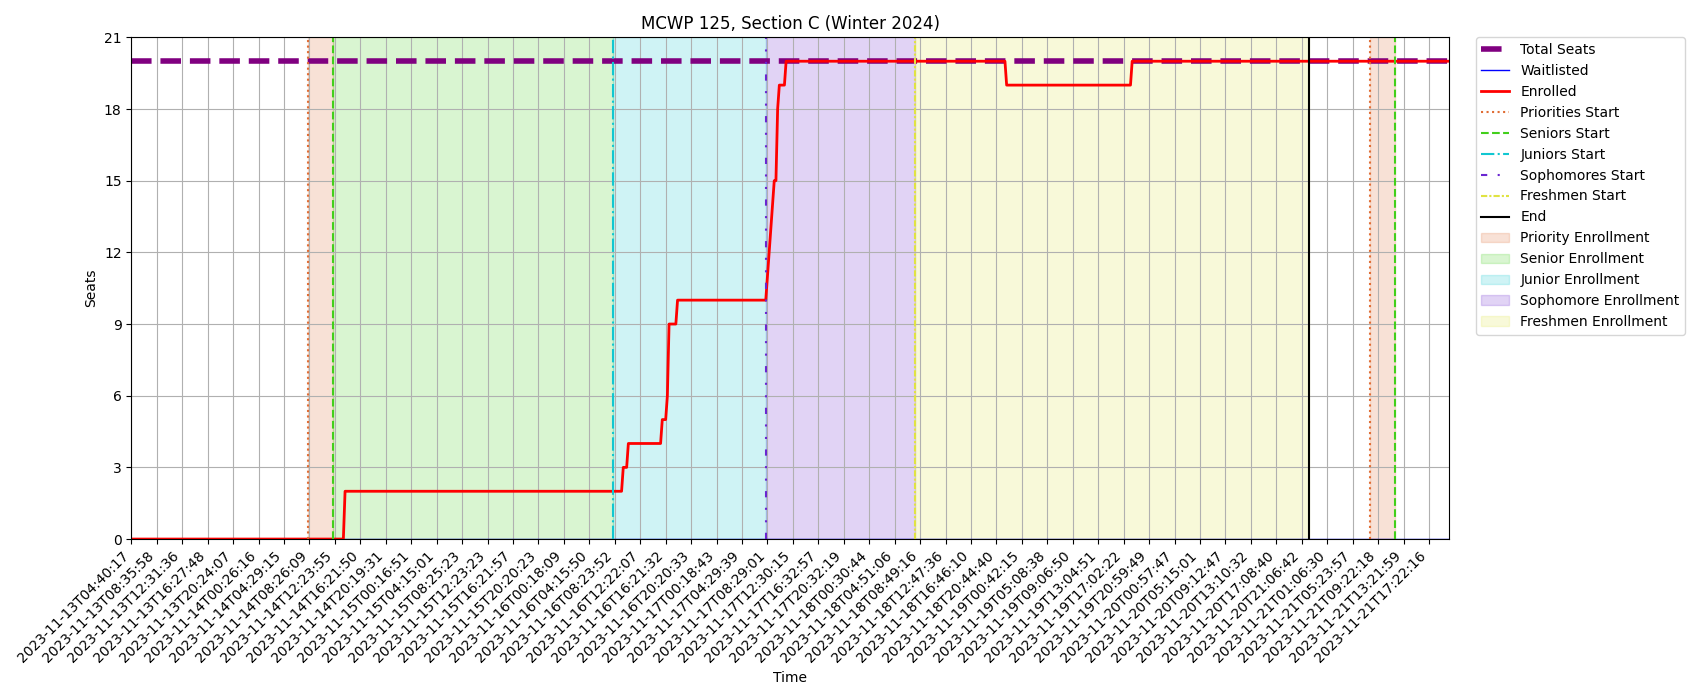 MCWP 125, Section C (Winter 2024)
21
18
15
12
9
6
3
0
Seats
2023-11-13T04:40:17
2023-11-13T08:35:58
2023-11-13T12:31:36
2023-11-13T16:27:48
2023-11-13T20:24:07
2023-11-14T00:26:16
2023-11-14T04:29:15
2023-11-14T08:26:09
2023-11-14T12:23:55
2023-11-14T16:21:50
2023-11-14T20:19:31
2023-11-15T00:16:51
2023-11-15T04:15:01
2023-11-15T08:25:23
2023-11-15T12:23:23
2023-11-15T16:21:57
2023-11-15T20:20:23
2023-11-16T00:18:09
2023-11-16T04:15:50
2023-11-16T08:23:52
2023-11-16T12:22:07
2023-11-16T16:21:32
2023-11-16T20:20:33
2023-11-17T00:18:43
2023-11-17T04:29:39
2023-11-17T08:29:01
2023-11-17T12:30:15
2023-11-17T16:32:57
2023-11-17T20:32:19
2023-11-18T00:30:44
2023-11-18T04:51:06
2023-11-18T08:49:16
2023-11-18T12:47:36
2023-11-18T16:46:10
2023-11-18T20:44:40
2023-11-19T00:42:15
2023-11-19T05:08:38
2023-11-19T09:06:50
2023-11-19T13:04:51
2023-11-19T17:02:22
2023-11-19T20:59:49
2023-11-20T00:57:47
2023-11-20T05:15:01
2023-11-20T09:12:47
2023-11-20T13:10:32
2023-11-20T17:08:40
2023-11-20T21:06:42
2023-11-21T01:06:30
2023-11-21T05:23:57
2023-11-21T09:22:18
2023-11-21T13:21:59
2023-11-21T17:22:16
Time
Total Seats
Waitlisted
Enrolled
Priorities Start
Seniors Start
Juniors Start
Sophomores Start
Freshmen Start
End
Priority Enrollment
Senior Enrollment
Junior Enrollment
Sophomore Enrollment
Freshmen Enrollment